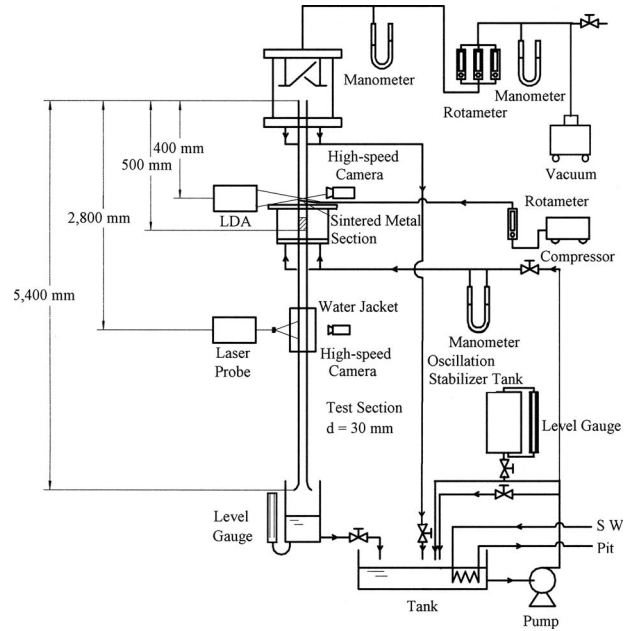 Manometer
Rotameter
Manometer
Vacuum
400 mm
500 mm
High-speed
Camera
2,800 mm
LDA
Sintered Metal
Section
Rotameter
Compressor
5,400 mm
Water Jacket
Laser
Probe
High-speed
Camera
Manometer
Oscillation
Stabilizer Tank
Test Section
d = 30 mm
Level Gauge
Level
Gauge
S W
Pit
Tank
Pump